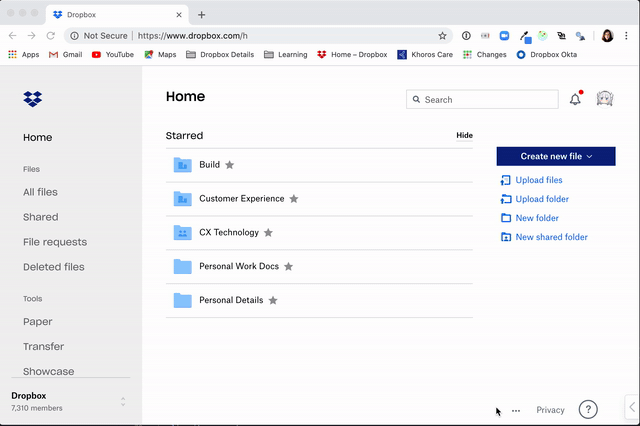 Dropbox
Not Secure | https://www.dropbox.com/h
Apps Gmail YouTube Maps Dropbox Details Learning Home – Dropbox Khoros Care Changes Dropbox Okta
Home
Search
Home
Files
All files
Shared
File requests
Deleted files
Tools
Paper
Transfer
Showcase
Dropbox
7,310 members
Starred Hide
Build
Customer Experience
CX Technology
Personal Work Docs
Personal Details
Create new file
Upload files
Upload folder
New folder
New shared folder
... Privacy ?